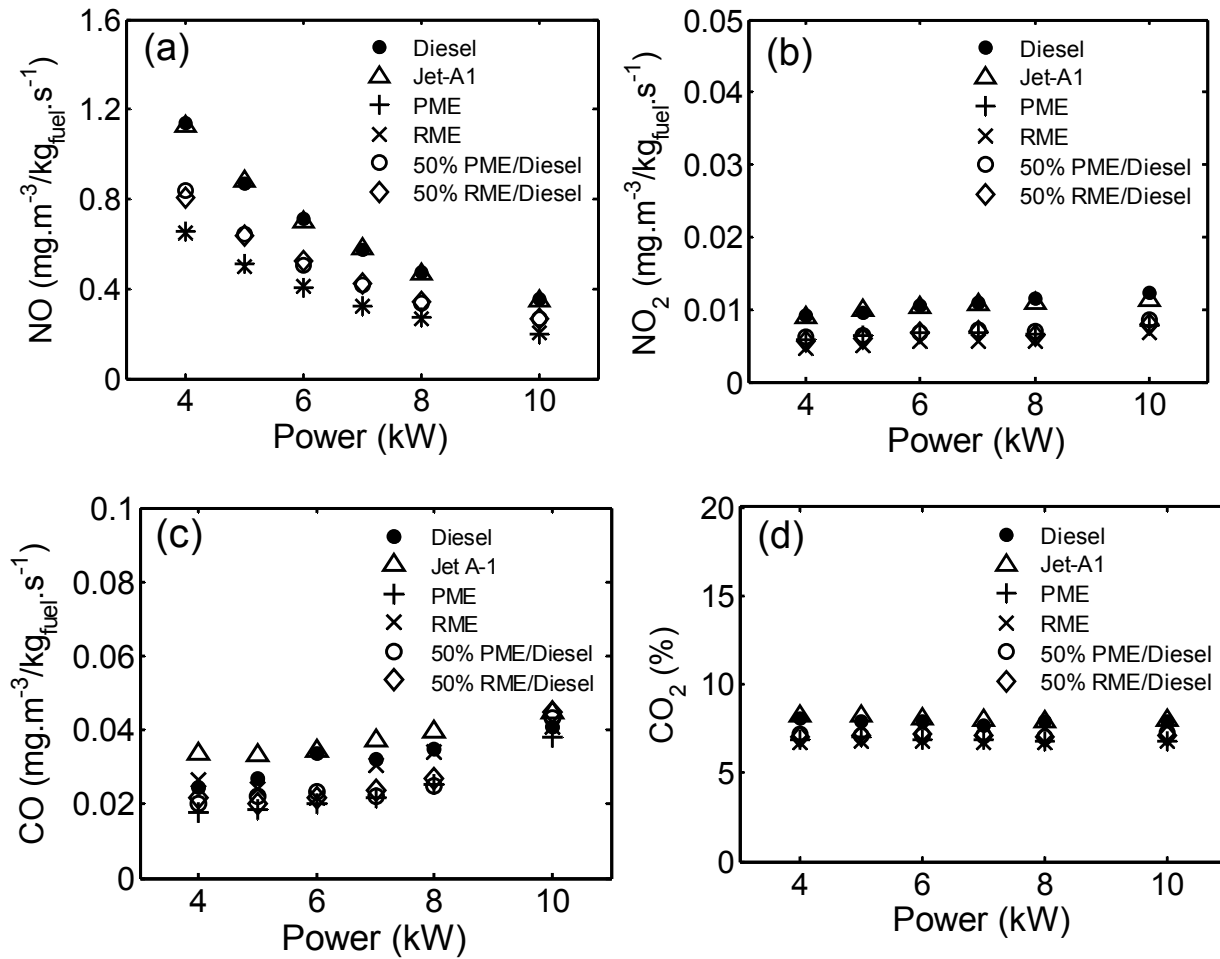 (a)
Diesel
Jet-A1
PME
RME
50% PME/Diesel
50% RME/Diesel
1.6
1.2
0.8
0.4
0
NO (mg.m⁻³/kg_fuel.s⁻¹)
4 6 8 10
Power (kW)
(b)
Diesel
Jet-A1
PME
RME
50% PME/Diesel
50% RME/Diesel
0.05
0.04
0.03
0.02
0.01
0
NO₂ (mg.m⁻³/kg_fuel.s⁻¹)
4 6 8 10
Power (kW)
(c)
Diesel
Jet A-1
PME
RME
50% PME/Diesel
50% RME/Diesel
0.1
0.08
0.06
0.04
0.02
0
CO (mg.m⁻³/kg_fuel.s⁻¹)
4 6 8 10
Power (kW)
(d)
Diesel
Jet-A1
PME
RME
50% PME/Diesel
50% RME/Diesel
20
15
10
5
0
CO₂ (%)
4 6 8 10
Power (kW)